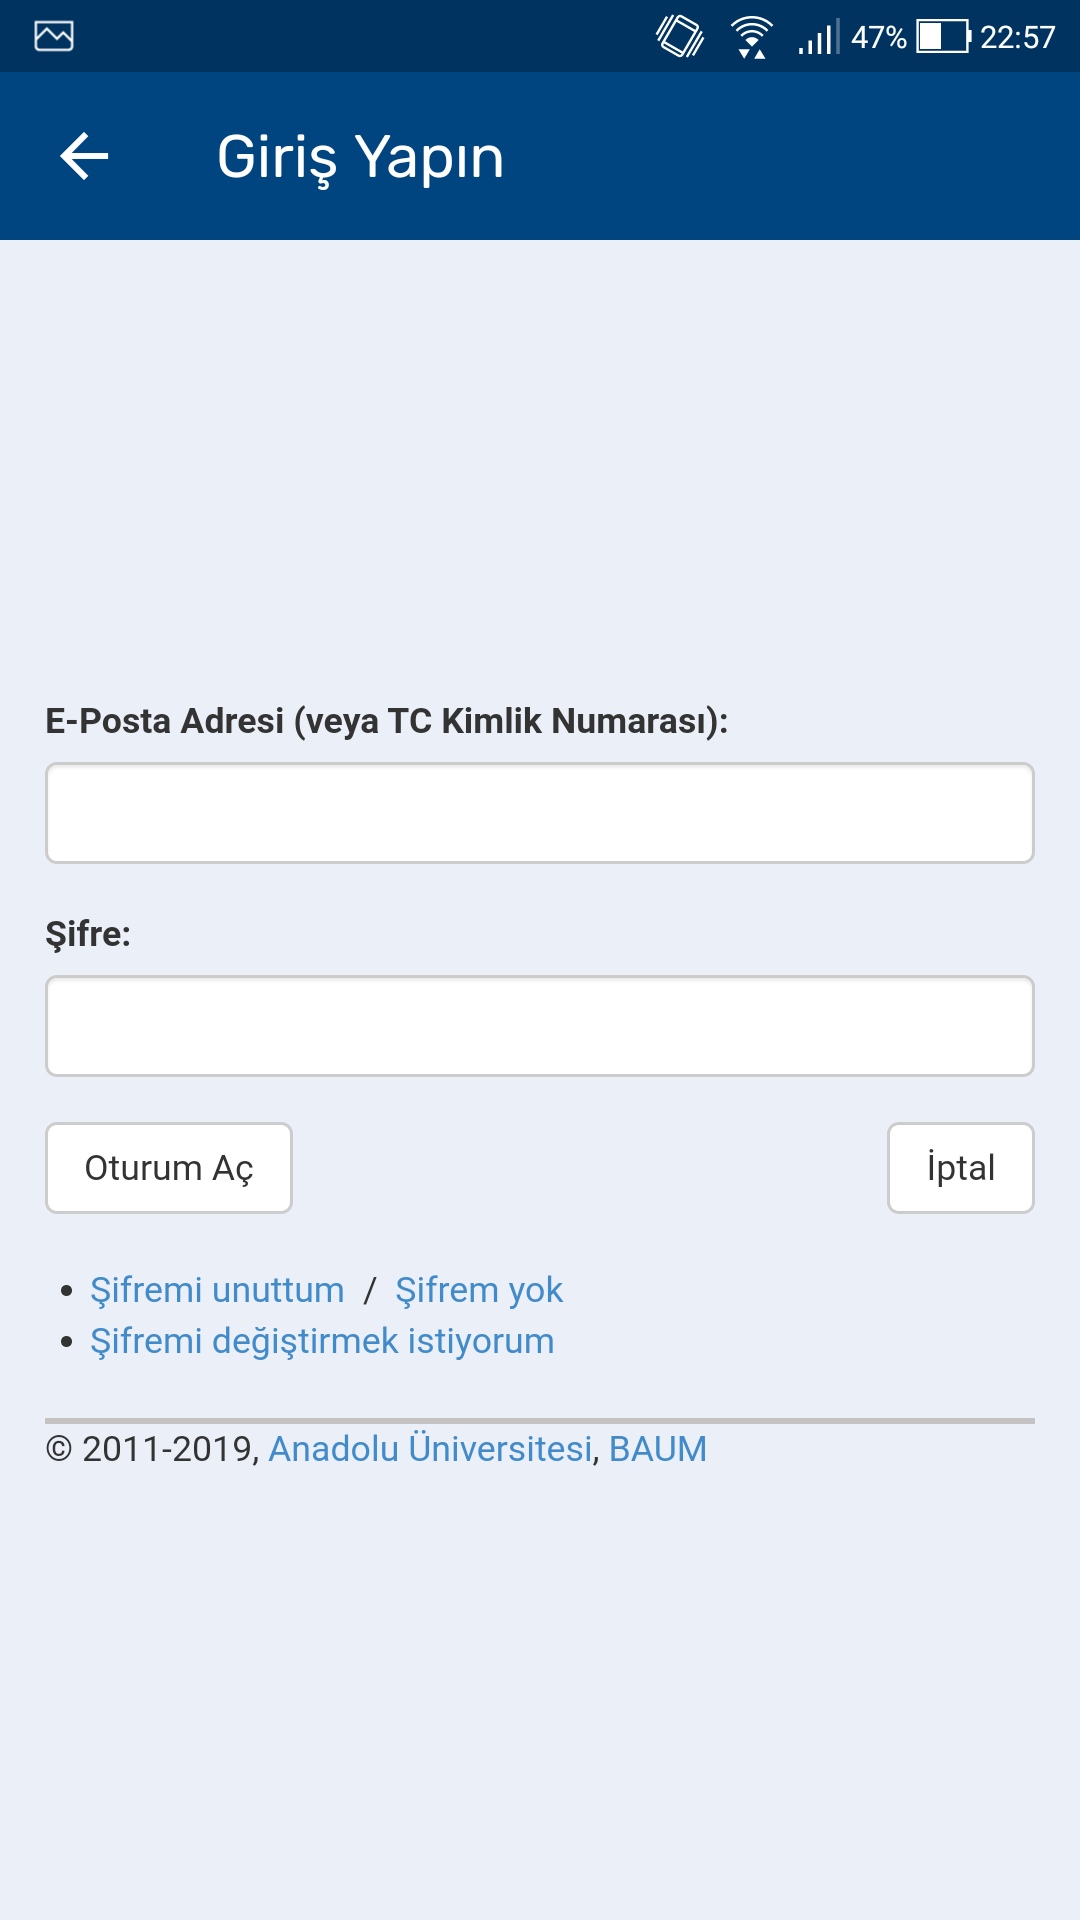 47% 22:57
Giriş Yapın
E-Posta Adresi (veya TC Kimlik Numarası):
Şifre:
Oturum Aç İptal
• Şifremi unuttum / Şifrem yok
• Şifremi değiştirmek istiyorum
© 2011-2019, Anadolu Üniversitesi, BAUM